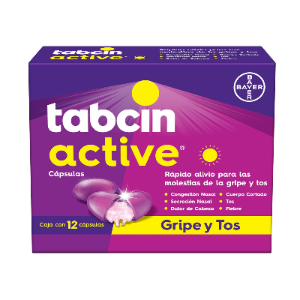 BAYER
tabcin
active®
Cápsulas
Rápido alivio para las
molestias de la gripe y tos
• Congestión Nasal • Cuerpo Cortado
• Secreción Nasal • Tos
• Dolor de Cabeza • Fiebre
Caja con 12 cápsulas
Gripe y Tos